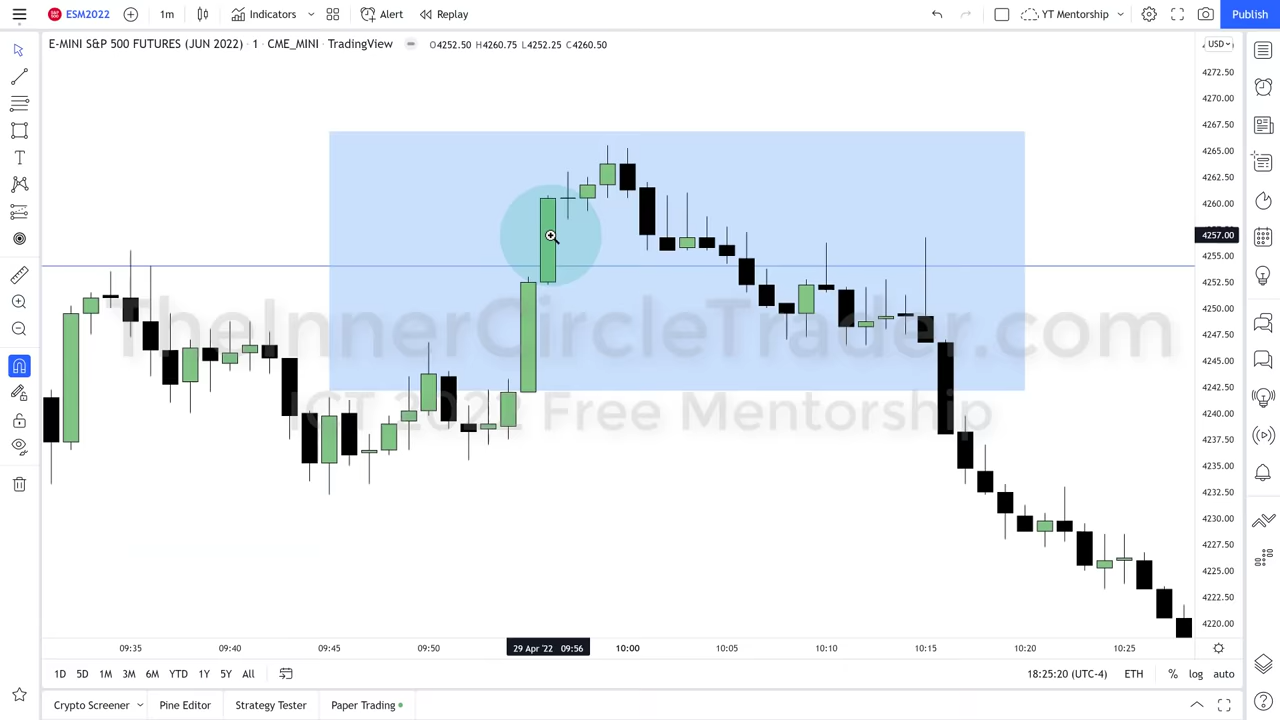 ESM2022 1m Indicators Alert Replay YT Mentorship Publish
E-MINI S&P 500 FUTURES (JUN 2022) · 1 · CME_MINI · TradingView O4252.50 H4260.75 L4252.25 C4260.50
USD
4272.50
4270.00
4267.50
4265.00
4262.50
4260.00
4257.00
4255.00
4252.50
4250.00
4247.50
4245.00
4242.50
4240.00
4237.50
4235.00
4232.50
4230.00
4227.50
4225.00
4222.50
4220.00
TheInnerCircleTrader.com
ICT 2022 Free Mentorship
09:35 09:40 09:45 09:50 29 Apr '22 09:56 10:00 10:05 10:10 10:15 10:20 10:25
1D 5D 1M 3M 6M YTD 1Y 5Y All 18:25:20 (UTC-4) ETH % log auto
Crypto Screener Pine Editor Strategy Tester Paper Trading